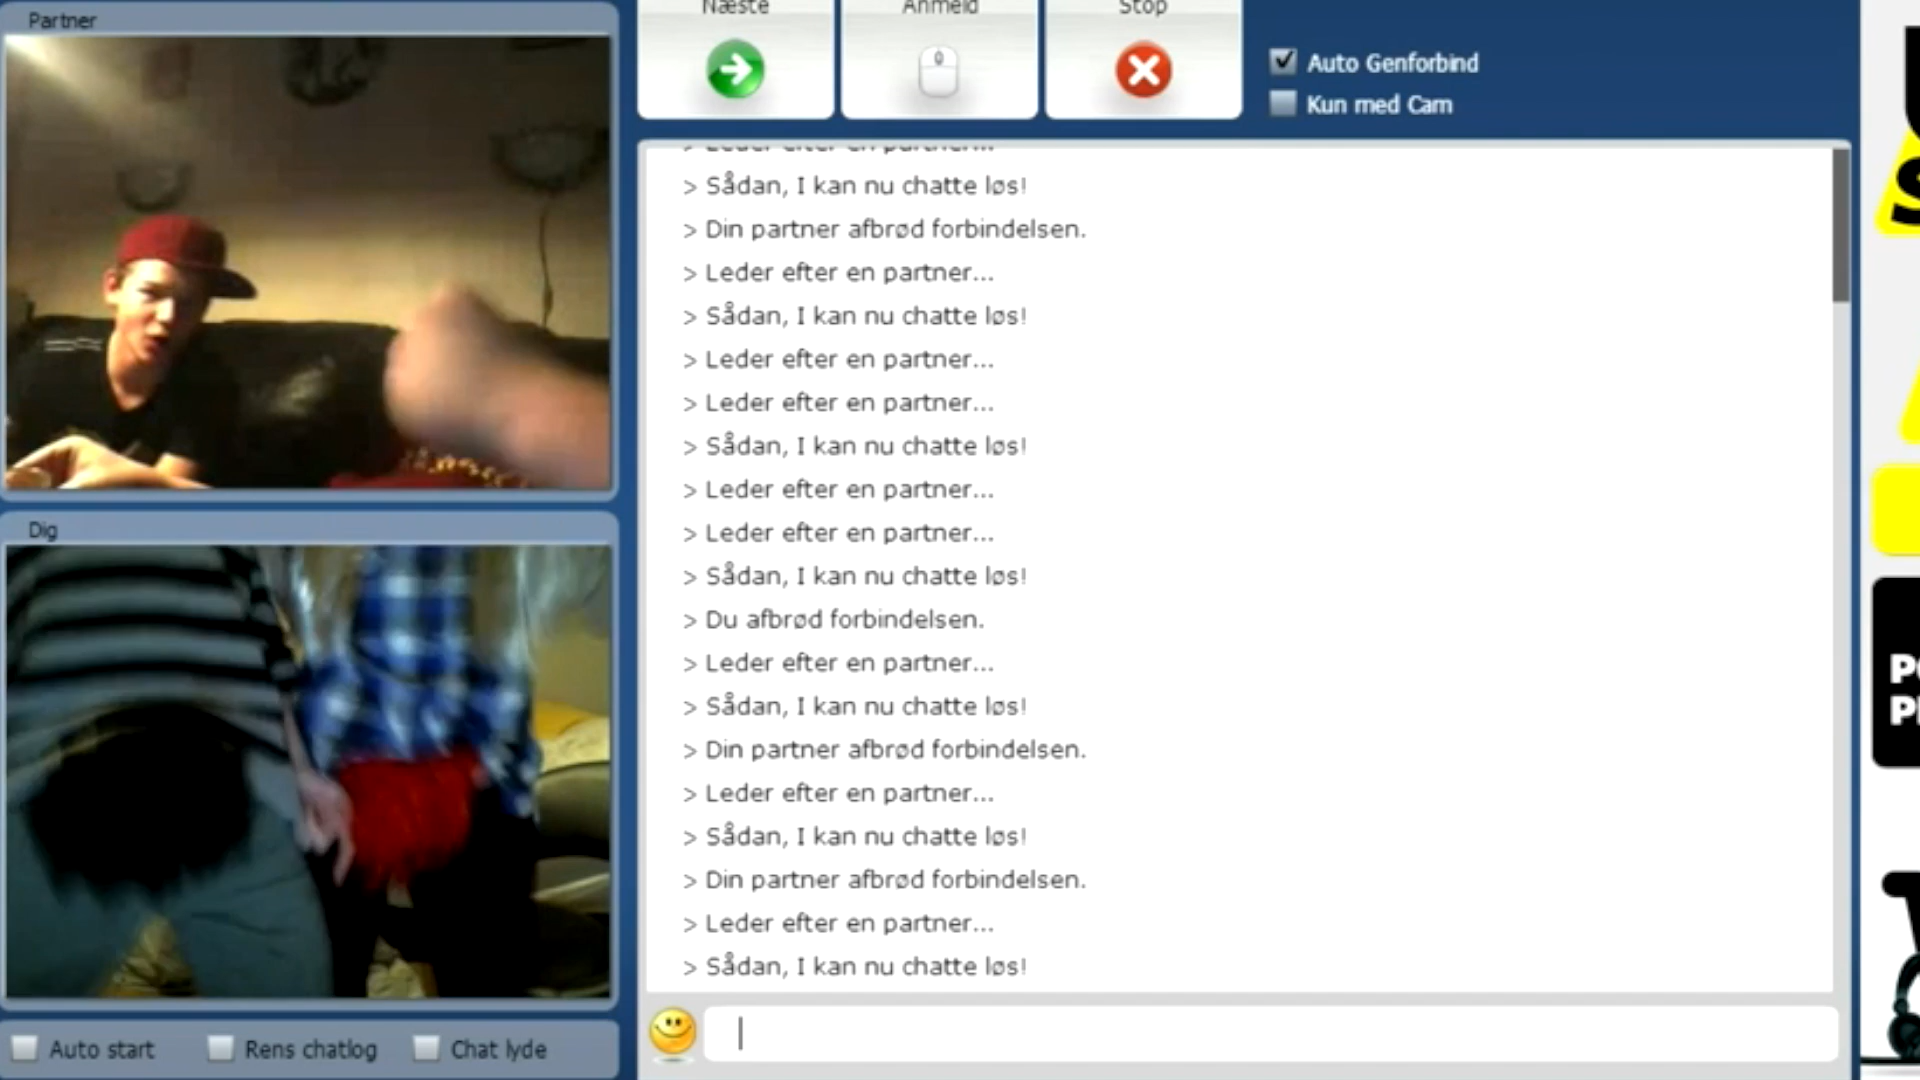 Partner
Næste
Anmeld
Stop
Auto Genforbind
Kun med Cam
> Leder efter en partner...
> Sådan, I kan nu chatte løs!
> Din partner afbrød forbindelsen.
> Leder efter en partner...
> Sådan, I kan nu chatte løs!
> Leder efter en partner...
> Leder efter en partner...
> Sådan, I kan nu chatte løs!
> Leder efter en partner...
> Leder efter en partner...
> Sådan, I kan nu chatte løs!
> Du afbrød forbindelsen.
> Leder efter en partner...
> Sådan, I kan nu chatte løs!
> Din partner afbrød forbindelsen.
> Leder efter en partner...
> Sådan, I kan nu chatte løs!
> Din partner afbrød forbindelsen.
> Leder efter en partner...
> Sådan, I kan nu chatte løs!
Dig
Auto start
Rens chatlog
Chat lyde